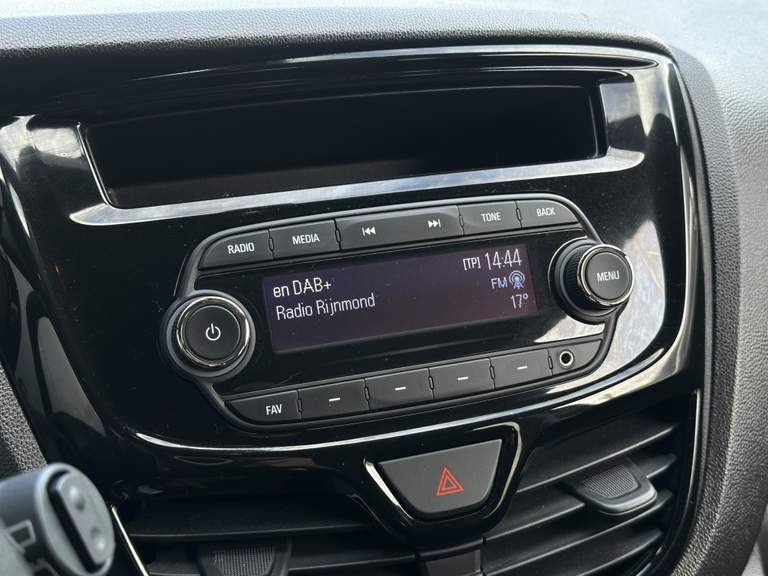 RADIO MEDIA TONE BACK
[TP] 14:44
en DAB+
FM
Radio Rijnmond
17°
MENU
FAV